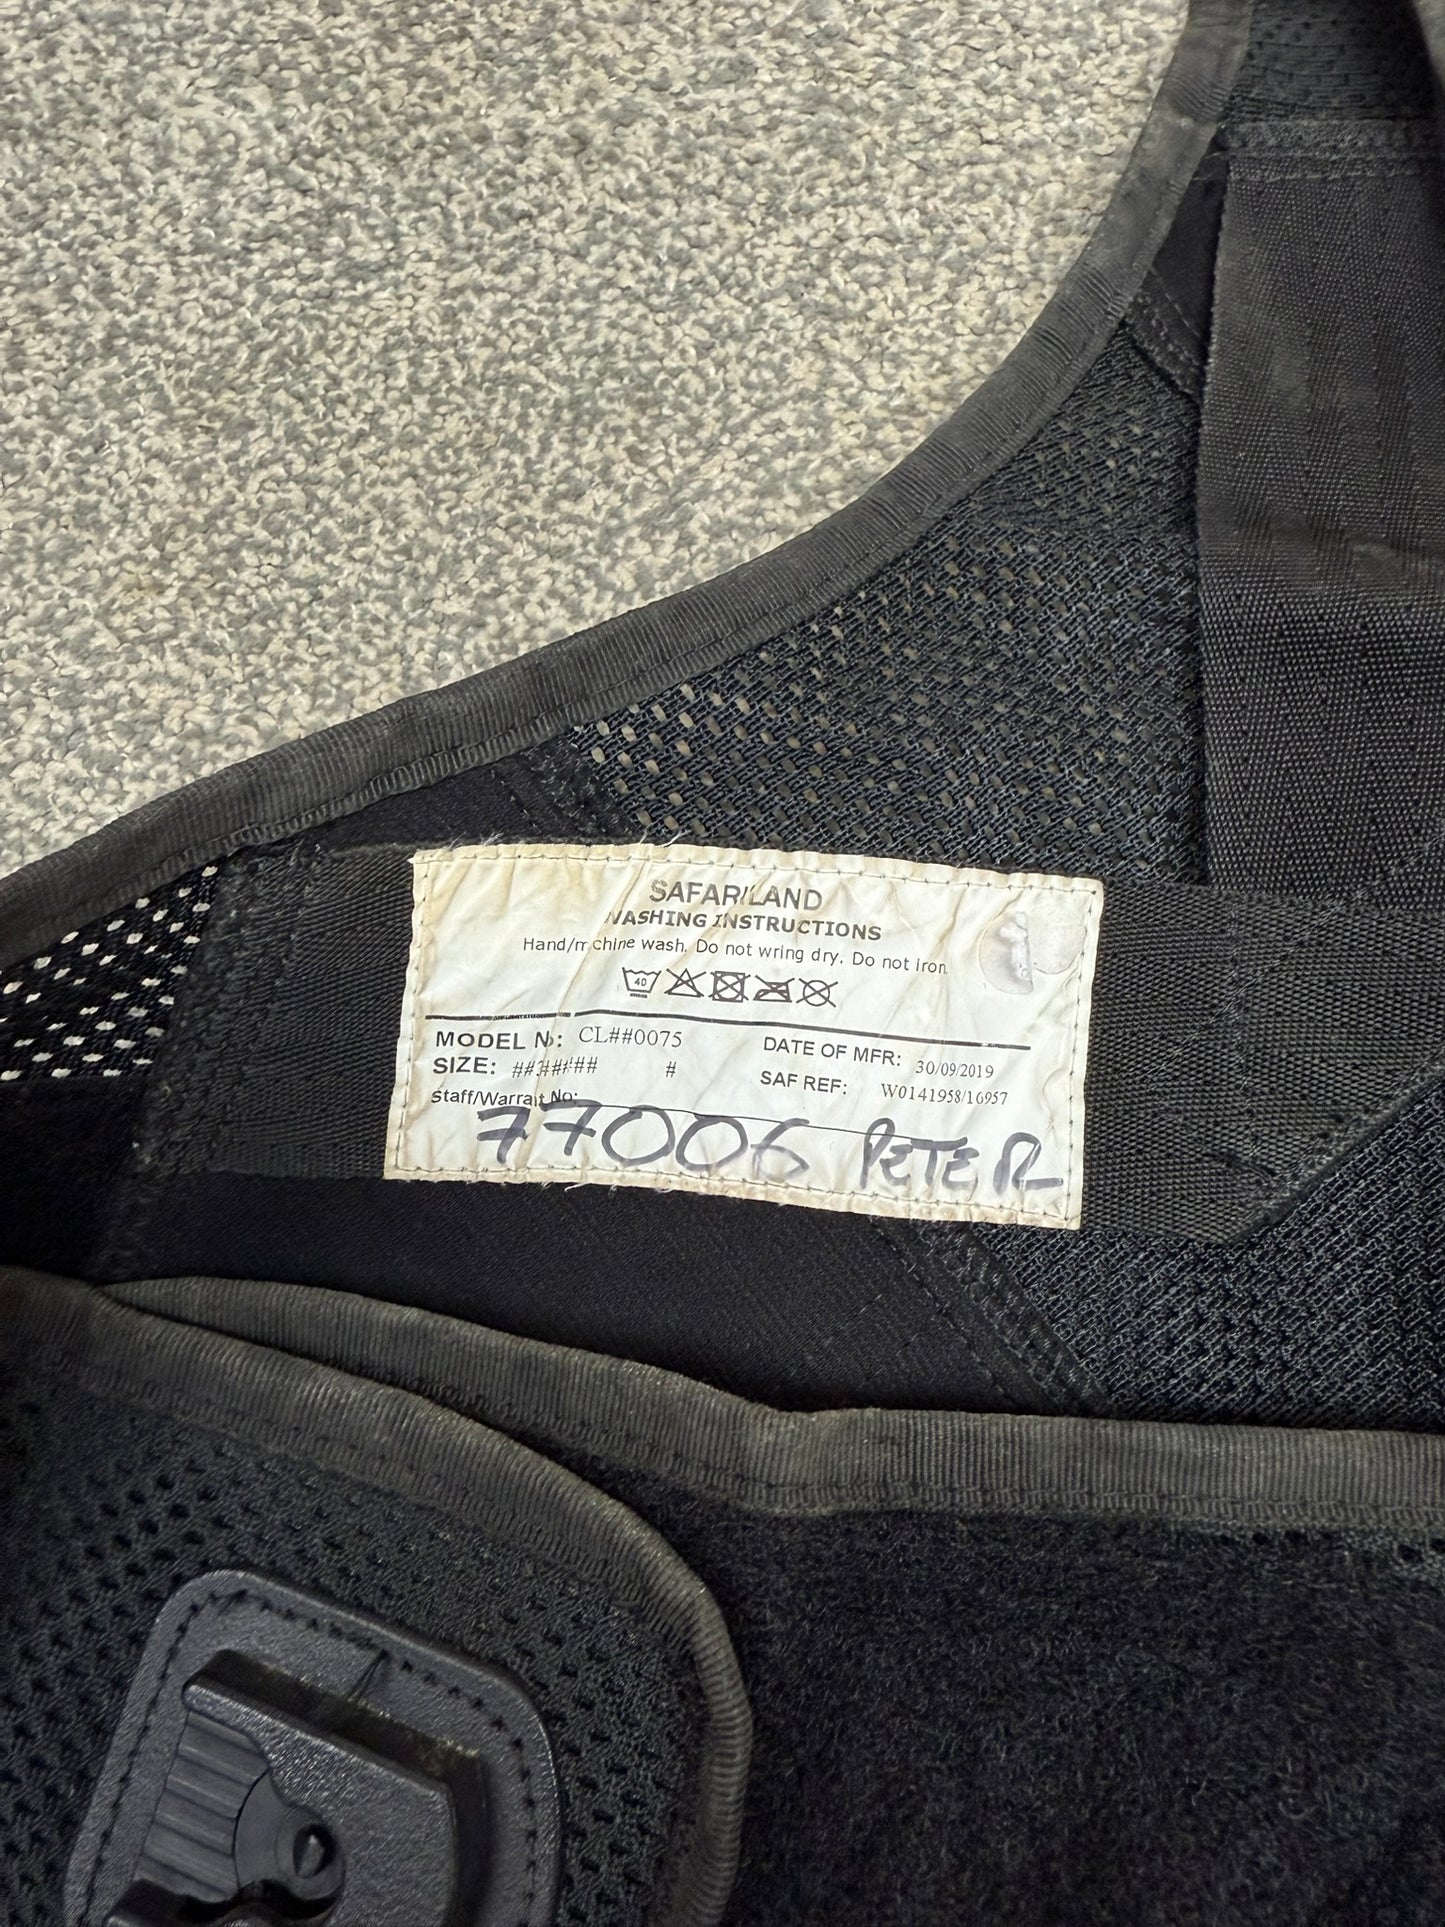 SAFARILAND
WASHING INSTRUCTIONS
Hand/machine wash. Do not wring dry. Do not iron.
40
MODEL No: CL##0075
DATE OF MFR: 30/09/2019
SIZE: #
SAF REF: W0141958/16957
Staff/Warrant No:
77006 PETER